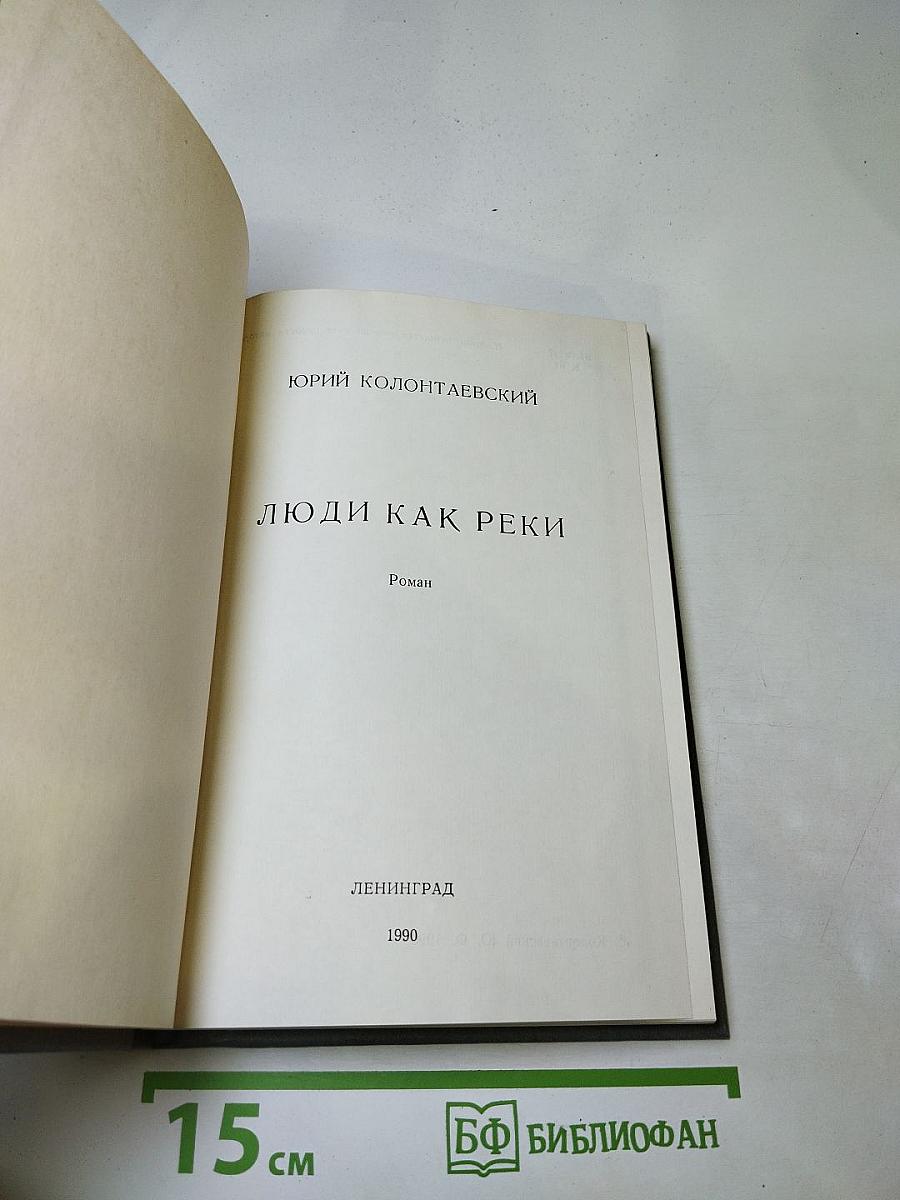 ЮРИЙ КОЛОНТАЕВСКИЙ
ЛЮДИ КАК РЕКИ
Роман
ЛЕНИНГРАД
1990
15 см
БФ БИБЛИОФАН